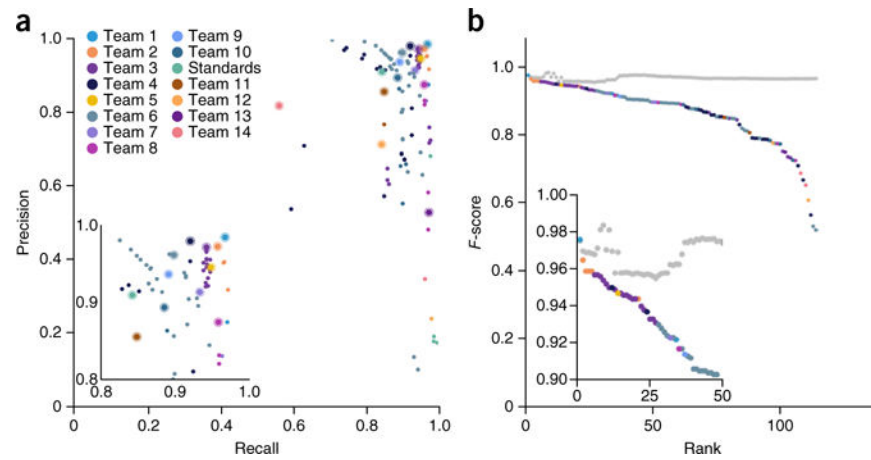 a
Team 1
Team 2
Team 3
Team 4
Team 5
Team 6
Team 7
Team 8
Team 9
Team 10
Standards
Team 11
Team 12
Team 13
Team 14
Precision
1.0
0.8
0.6
0.4
0.2
0
0 0.2 0.4 0.6 0.8 1.0
Recall
1.0
0.9
0.8
0.8 0.9 1.0
b
F-score
1.0
0.8
0.6
0.4
0.2
0
0 50 100
Rank
1.00
0.98
0.96
0.94
0.92
0.90
0 25 50